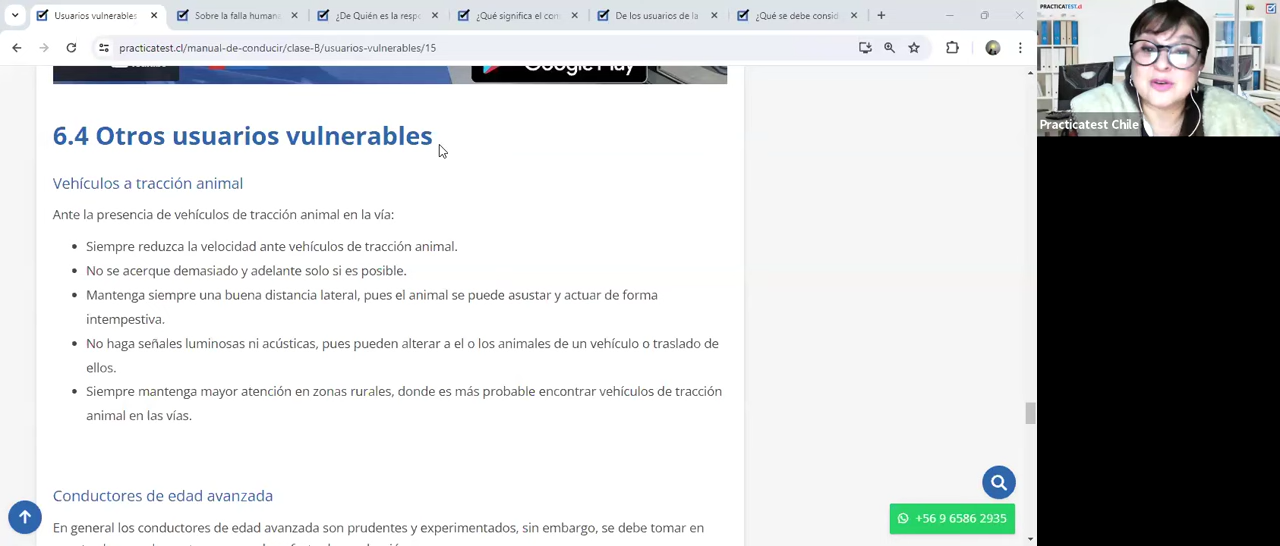 Usuarios vulnerables
Sobre la falla humana
¿De Quién es la resp
¿Qué significa el con
De los usuarios de la
¿Qué se debe consid
practicatest.cl/manual-de-conducir/clase-B/usuarios-vulnerables/15
PRACTICATEST.CL
Google Play
Practicatest Chile
6.4 Otros usuarios vulnerables
Vehículos a tracción animal
Ante la presencia de vehículos de tracción animal en la vía:
Siempre reduzca la velocidad ante vehículos de tracción animal.
No se acerque demasiado y adelante solo si es posible.
Mantenga siempre una buena distancia lateral, pues el animal se puede asustar y actuar de forma
intempestiva.
No haga señales luminosas ni acústicas, pues pueden alterar a el o los animales de un vehículo o traslado de
ellos.
Siempre mantenga mayor atención en zonas rurales, donde es más probable encontrar vehículos de tracción
animal en las vías.
Conductores de edad avanzada
En general los conductores de edad avanzada son prudentes y experimentados, sin embargo, se debe tomar en
+56 9 6586 2935